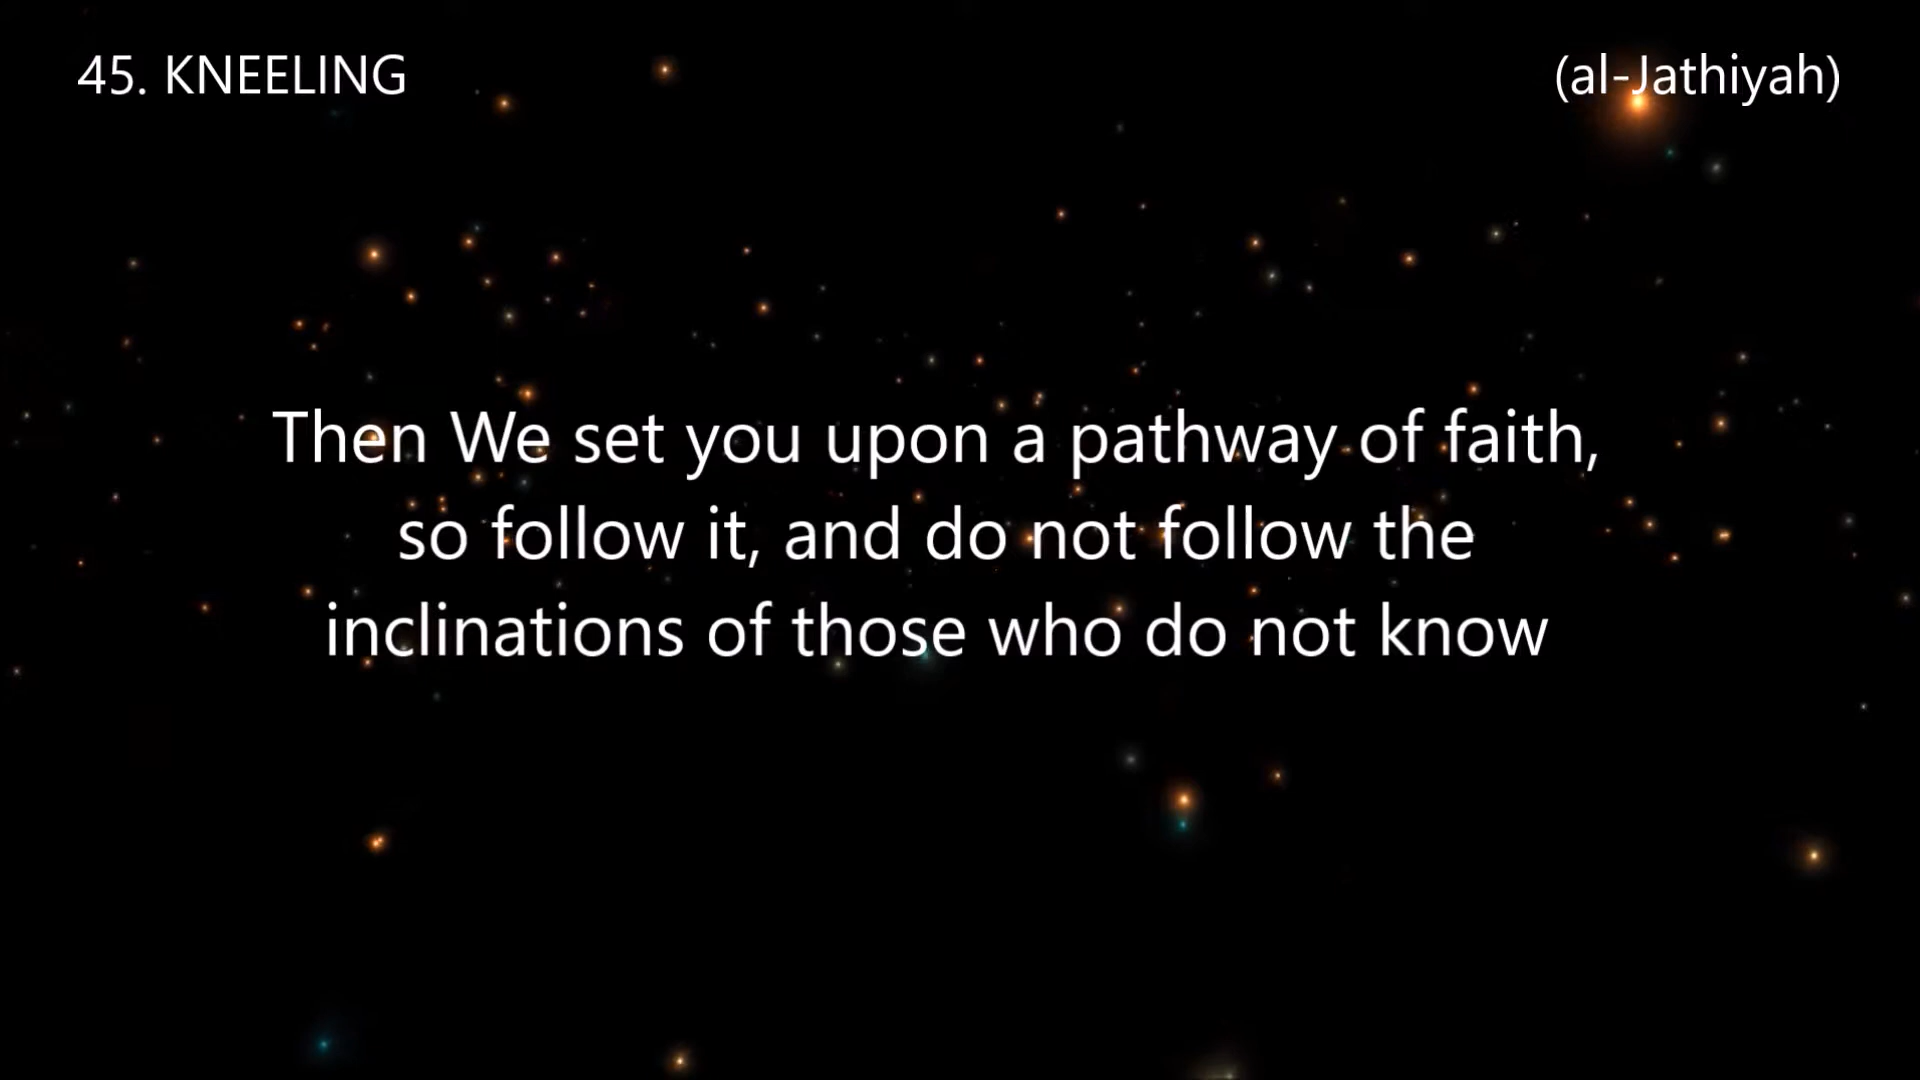 45. KNEELING
(al-Jathiyah)
Then We set you upon a pathway of faith,
so follow it, and do not follow the
inclinations of those who do not know